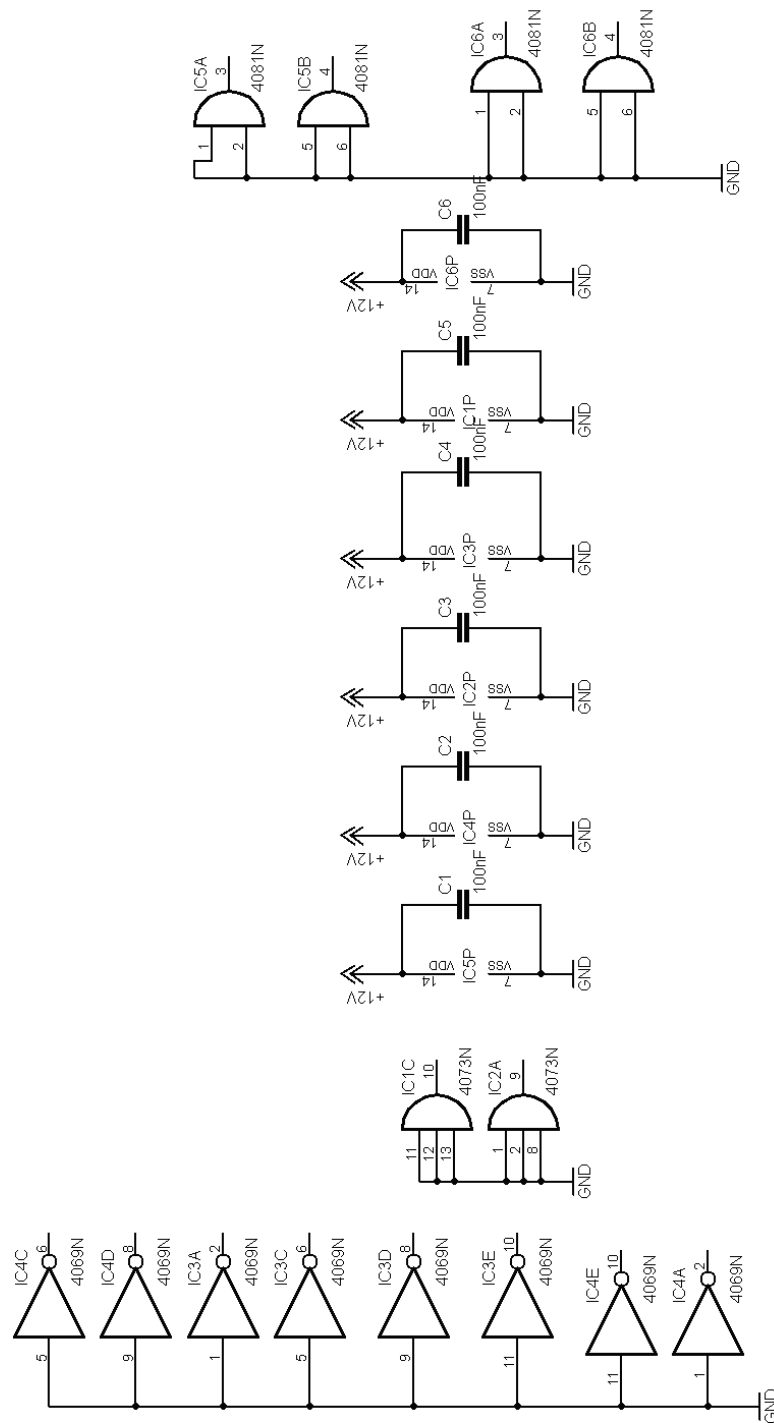 IC5A
3
4081N
1
2
IC5B
4
4081N
5
6
IC6A
3
4081N
1
2
IC6B
4
4081N
5
6
GND
C6
100nF
+12V
14
VDD
IC6P
VSS
7
GND
C5
100nF
+12V
14
VDD
IC1P
VSS
7
GND
C4
100nF
+12V
14
VDD
IC3P
VSS
7
GND
C3
100nF
+12V
14
VDD
IC2P
VSS
7
GND
C2
100nF
+12V
14
VDD
IC4P
VSS
7
GND
C1
100nF
+12V
14
VDD
IC5P
VSS
7
GND
IC1C
10
4073N
11
12
13
IC2A
9
4073N
1
2
8
GND
IC4C
6
4069N
5
IC4D
8
4069N
9
IC3A
2
4069N
1
IC3C
6
4069N
5
IC3D
8
4069N
9
IC3E
10
4069N
11
IC4E
10
4069N
11
IC4A
2
4069N
1
GND